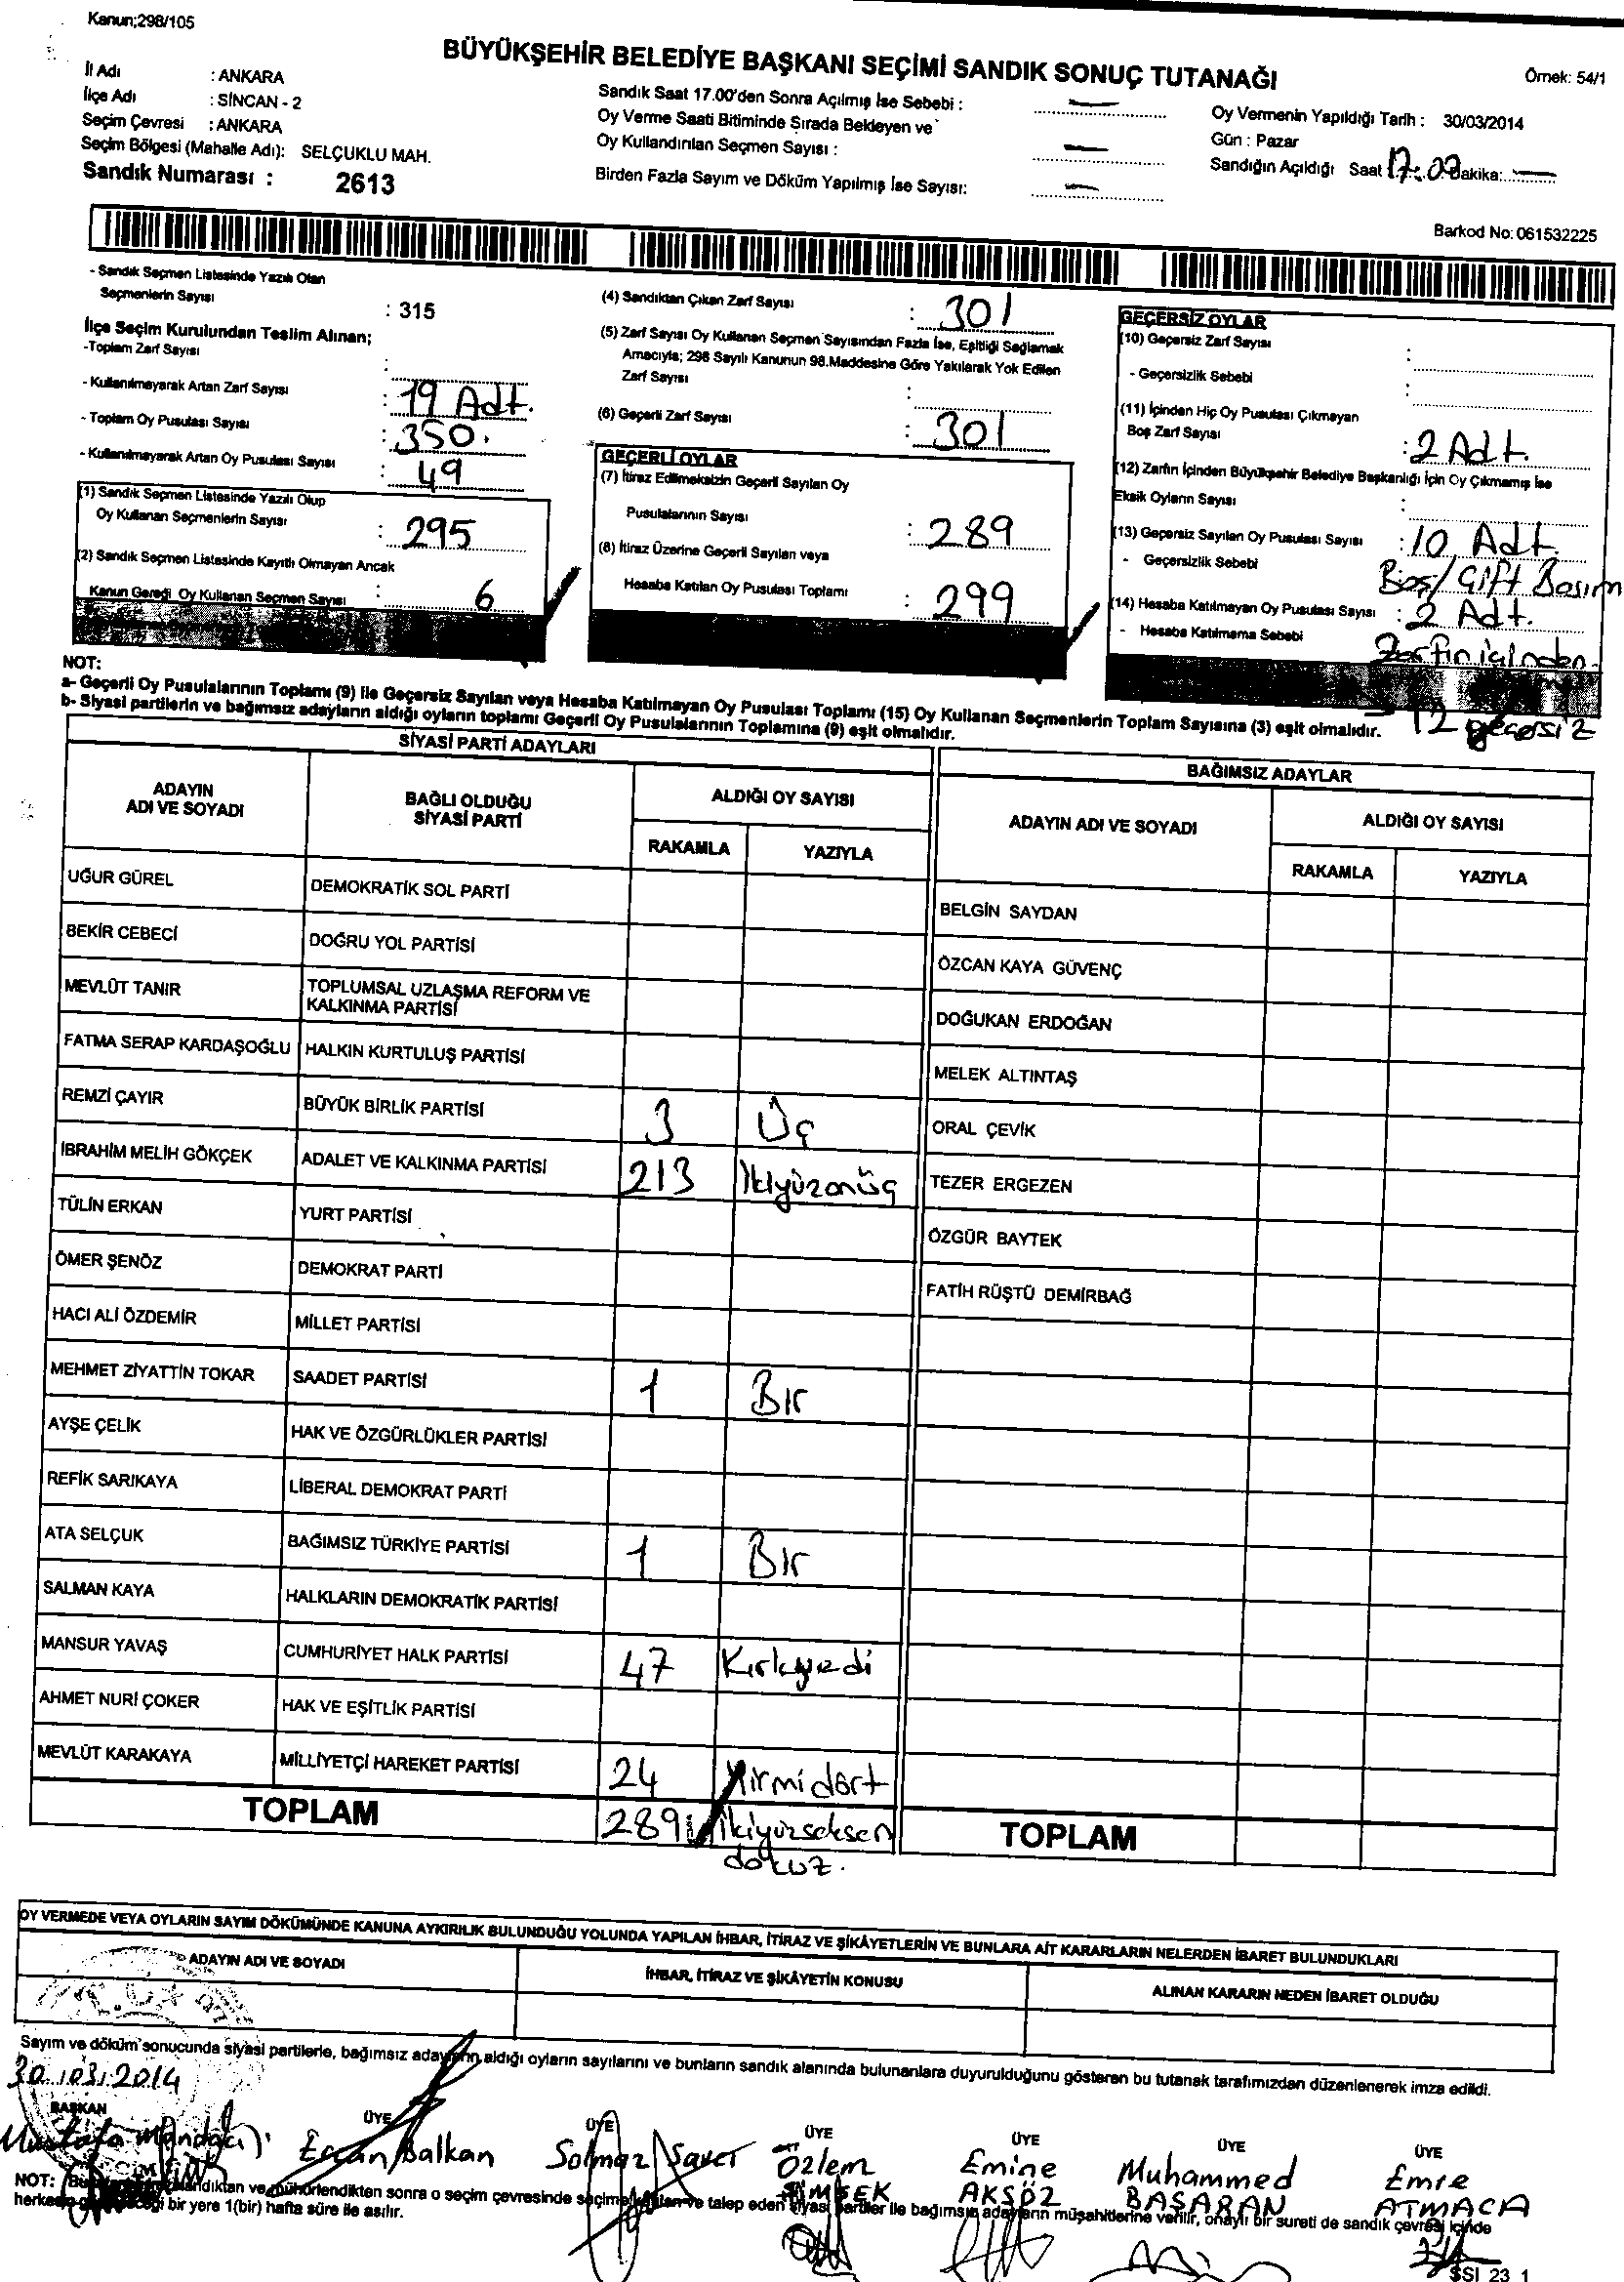 Kanun;298/105
BÜYÜKŞEHİR BELEDİYE BAŞKANI SEÇİMİ SANDIK SONUÇ TUTANAĞI
Örnek: 54/1
İl Adı : ANKARA
İlçe Adı : SİNCAN - 2
Seçim Çevresi : ANKARA
Seçim Bölgesi (Mahalle Adı): SELÇUKLU MAH.
Sandık Numarası : 2613
Sandık Saat 17.00'den Sonra Açılmış İse Sebebi : —
Oy Verme Saati Bitiminde Sırada Bekleyen ve
Oy Kullandırılan Seçmen Sayısı : —
Birden Fazla Sayım ve Döküm Yapılmış İse Sayısı: —
Oy Vermenin Yapıldığı Tarih : 30/03/2014
Gün : Pazar
Sandığın Açıldığı Saat 17:07 Dakika: —
Barkod No: 061532225
- Sandık Seçmen Listesinde Yazılı Olan
Seçmenlerin Sayısı : 315
İlçe Seçim Kurulundan Teslim Alınan;
-Toplam Zarf Sayısı :
- Kullanılmayarak Artan Zarf Sayısı : 19 Adt.
- Toplam Oy Pusulası Sayısı : 350.
- Kullanılmayarak Artan Oy Pusulası Sayısı : 49
(1) Sandık Seçmen Listesinde Yazılı Olup
Oy Kullanan Seçmenlerin Sayısı : 295
(2) Sandık Seçmen Listesinde Kayıtlı Olmayan Ancak
Kanun Gereği Oy Kullanan Seçmen Sayısı : 6
(4) Sandıktan Çıkan Zarf Sayısı : 301
(5) Zarf Sayısı Oy Kullanan Seçmen Sayısından Fazla İse, Eşitliği Sağlamak
Amacıyla; 298 Sayılı Kanunun 98.Maddesine Göre Yakılarak Yok Edilen
Zarf Sayısı :
(6) Geçerli Zarf Sayısı : 301
GEÇERLİ OYLAR
(7) İtiraz Edilmeksizin Geçerli Sayılan Oy
Pusulalarının Sayısı : 289
(8) İtiraz Üzerine Geçerli Sayılan veya
Hesaba Katılan Oy Pusulası Toplamı : 299
GEÇERSİZ OYLAR
(10) Geçersiz Zarf Sayısı :
- Geçersizlik Sebebi :
(11) İçinden Hiç Oy Pusulası Çıkmayan
Boş Zarf Sayısı : 2 Adt.
(12) Zarfın İçinden Büyükşehir Belediye Başkanlığı İçin Oy Çıkmamış İse
Eksik Oyların Sayısı :
(13) Geçersiz Sayılan Oy Pusulası Sayısı : 10 Adt.
- Geçersizlik Sebebi Boş/Çift Basım
(14) Hesaba Katılmayan Oy Pusulası Sayısı : 2 Adt.
- Hesaba Katılmama Sebebi Zarfın içinden
12 geçersiz
NOT:
a- Geçerli Oy Pusulalarının Toplamı (9) ile Geçersiz Sayılan veya Hesaba Katılmayan Oy Pusulası Toplamı (15) Oy Kullanan Seçmenlerin Toplam Sayısına (3) eşit olmalıdır.
b- Siyasi partilerin ve bağımsız adayların aldığı oyların toplamı Geçerli Oy Pusulalarının Toplamına (9) eşit olmalıdır.
SİYASİ PARTİ ADAYLARI
ADAYIN ADI VE SOYADI
BAĞLI OLDUĞU SİYASİ PARTİ
ALDIĞI OY SAYISI
RAKAMLA YAZIYLA
UĞUR GÜREL DEMOKRATİK SOL PARTİ
BEKİR CEBECİ DOĞRU YOL PARTİSİ
MEVLÜT TANIR TOPLUMSAL UZLAŞMA REFORM VE
KALKINMA PARTİSİ
FATMA SERAP KARDAŞOĞLU HALKIN KURTULUŞ PARTİSİ
REMZİ ÇAYIR BÜYÜK BİRLİK PARTİSİ 3 Üç
İBRAHİM MELİH GÖKÇEK ADALET VE KALKINMA PARTİSİ 213 İkiyüzonüç
TÜLİN ERKAN YURT PARTİSİ
ÖMER ŞENÖZ DEMOKRAT PARTİ
HACI ALİ ÖZDEMİR MİLLET PARTİSİ
MEHMET ZİYATTİN TOKAR SAADET PARTİSİ 1 Bir
AYŞE ÇELİK HAK VE ÖZGÜRLÜKLER PARTİSİ
REFİK SARIKAYA LİBERAL DEMOKRAT PARTİ
ATA SELÇUK BAĞIMSIZ TÜRKİYE PARTİSİ 1 Bir
SALMAN KAYA HALKLARIN DEMOKRATİK PARTİSİ
MANSUR YAVAŞ CUMHURİYET HALK PARTİSİ 47 Kırkyedi
AHMET NURİ ÇOKER HAK VE EŞİTLİK PARTİSİ
MEVLÜT KARAKAYA MİLLİYETÇİ HAREKET PARTİSİ 24 Yirmidört
TOPLAM 289 ikiyüzseksen
dokuz.
BAĞIMSIZ ADAYLAR
ADAYIN ADI VE SOYADI
ALDIĞI OY SAYISI
RAKAMLA YAZIYLA
BELGİN SAYDAN
ÖZCAN KAYA GÜVENÇ
DOĞUKAN ERDOĞAN
MELEK ALTINTAŞ
ORAL ÇEVİK
TEZER ERGEZEN
ÖZGÜR BAYTEK
FATİH RÜŞTÜ DEMİRBAĞ
TOPLAM
OY VERMEDE VEYA OYLARIN SAYIM DÖKÜMÜNDE KANUNA AYKIRILIK BULUNDUĞU YOLUNDA YAPILAN İHBAR, İTİRAZ VE ŞİKÂYETLERİN VE BUNLARA AİT KARARLARIN NELERDEN İBARET BULUNDUKLARI
ADAYIN ADI VE SOYADI
İHBAR, İTİRAZ VE ŞİKÂYETİN KONUSU
ALINAN KARARIN NEDEN İBARET OLDUĞU
Sayım ve döküm sonucunda siyasi partilerle, bağımsız adayların aldığı oyların sayılarını ve bunların sandık alanında bulunanlara duyurulduğunu gösteren bu tutanak tarafımızdan düzenlenerek imza edildi.
30.03.2014
BAŞKAN ÜYE ÜYE ÜYE ÜYE ÜYE ÜYE
Mustafa Mandacı Ercan Balkan Solmaz Saver Özlem ŞİMŞEK Emine AKSÖZ Muhammed BAŞARAN Emre ATMACA
NOT: Bu sandıktan ve mühürlendikten sonra o seçim çevresinde seçime katılan ve talep eden siyasi partiler ile bağımsız adayların müşahitlerine verilir, onaylı bir sureti de sandık çevresi içinde
herkesin göreceği bir yere 1(bir) hafta süre ile asılır.
SSI 23 1